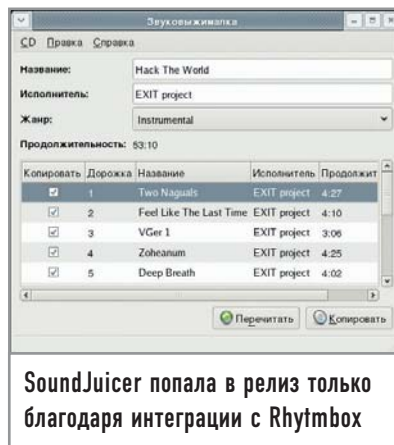 Звуковыжималка
CD Правка Справка
Название: Hack The World
Исполнитель: EXIT project
Жанр: Instrumental
Продолжительность: 53:10
Копировать Дорожка Название Исполнитель Продолжит
1 Two Naguals EXIT project 4:27
2 Feel Like The Last Time EXIT project 4:10
3 VGer 1 EXIT project 3:06
4 Zoheanum EXIT project 4:25
5 Deep Breath EXIT project 4:02
Перечитать Копировать
SoundJuicer попала в релиз только
благодаря интеграции с Rhytmbox